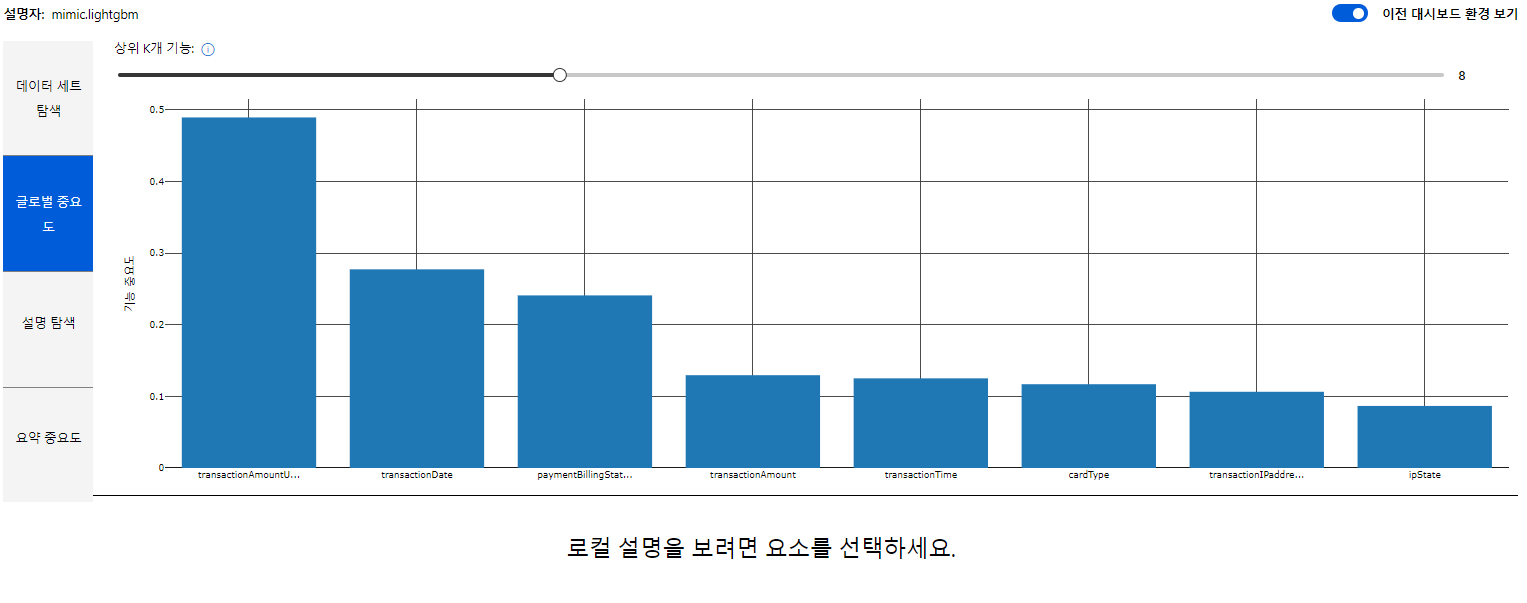 설명자: mimic.lightgbm
이전 대시보드 환경 보기
데이터 세트
탐색
글로벌 중요
도
설명 탐색
요약 중요도
상위 K개 기능:
8
기능 중요도
0.5
0.4
0.3
0.2
0.1
0
transactionAmountU...
transactionDate
paymentBillingStat...
transactionAmount
transactionTime
cardType
transactionIPaddre...
ipState
로컬 설명을 보려면 요소를 선택하세요.